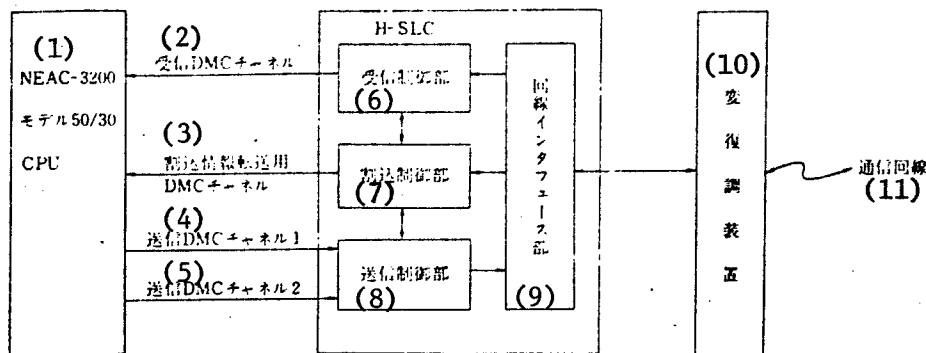 (1)
NEAC-3200
モデル50/30
CPU
(2)
受信DMCチャネル
(3)
割込情報転送用
DMCチャネル
(4)
送信DMCチャネル1
(5)
送信DMCチャネル2
H-SLC
受信制御部
(6)
割込制御部
(7)
送信制御部
(8)
回線インタフェース部
(9)
(10)
変復調装置
通信回線
(11)